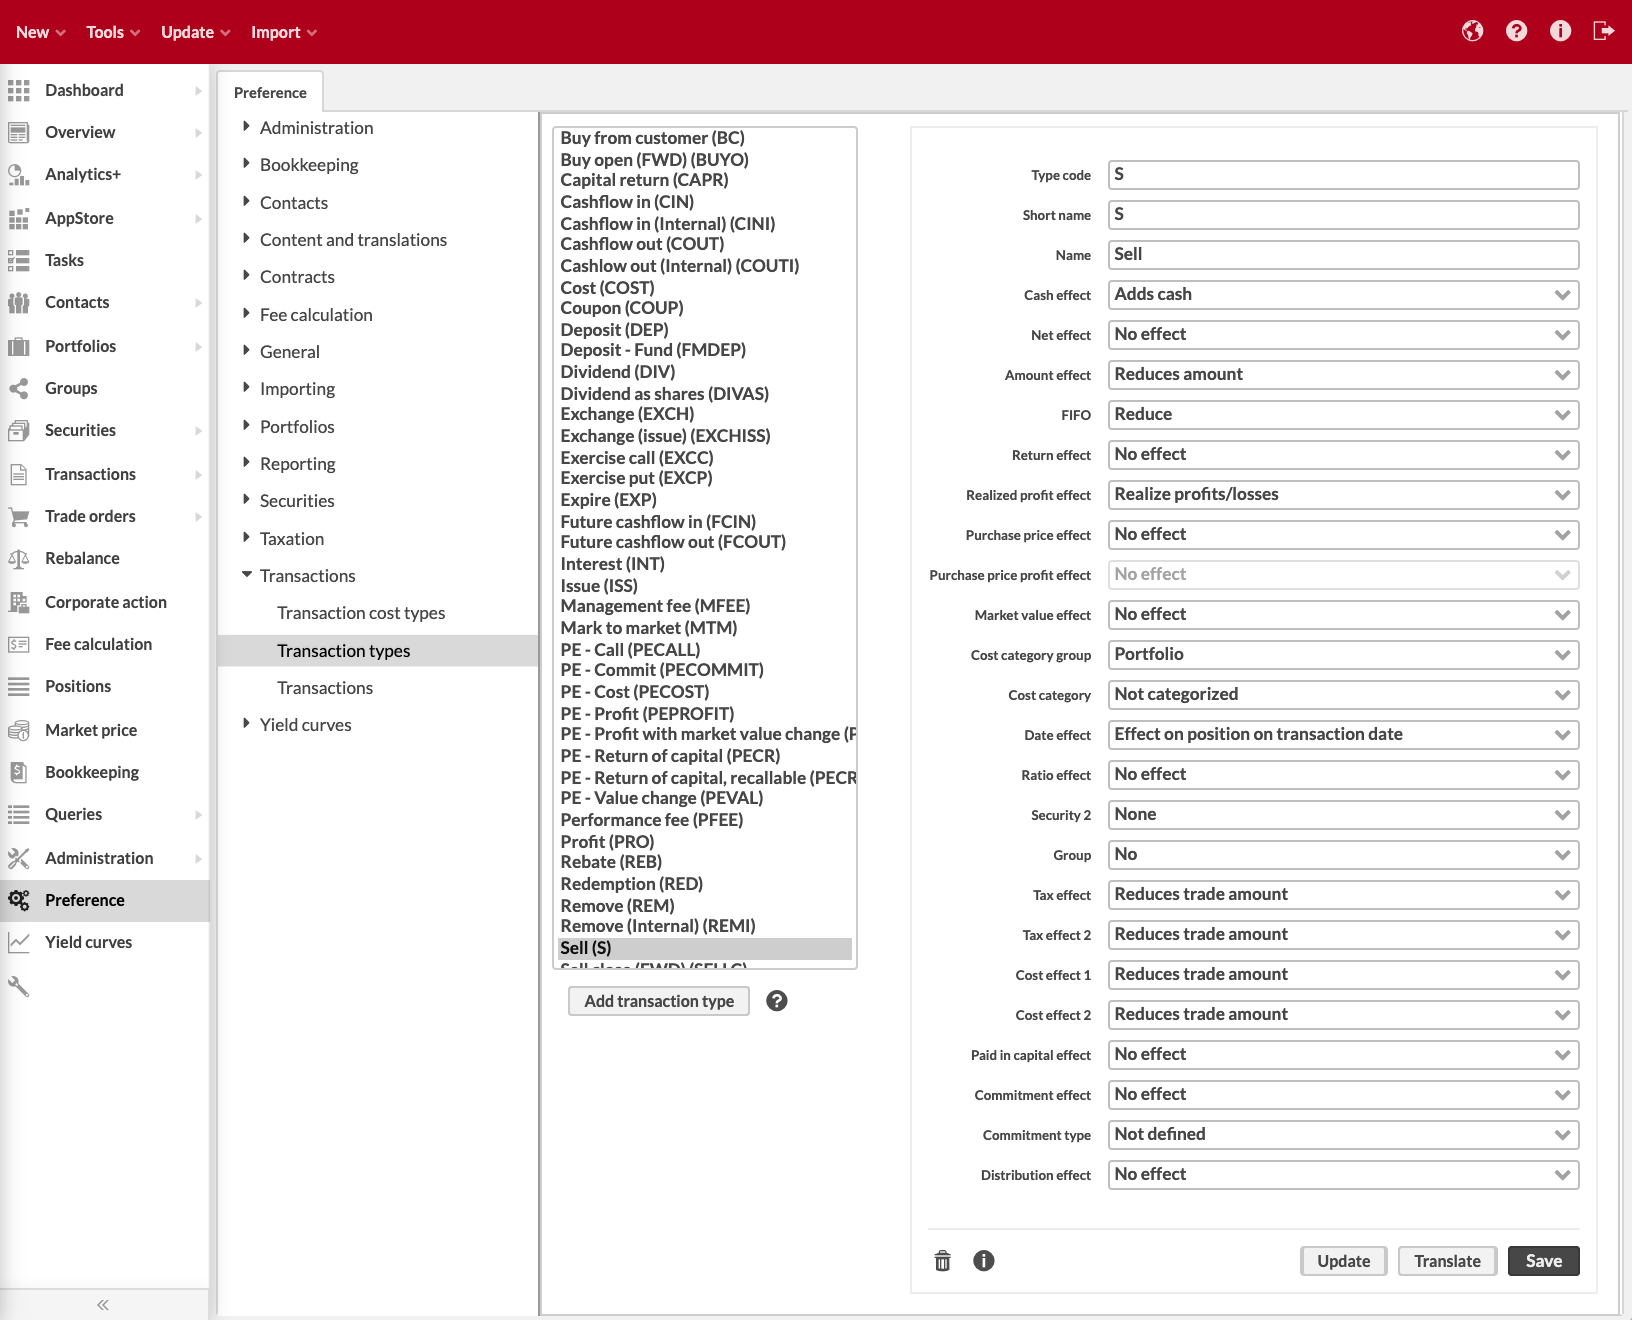 New
Tools
Update
Import
Dashboard
Overview
Analytics+
AppStore
Tasks
Contacts
Portfolios
Groups
Securities
Transactions
Trade orders
Rebalance
Corporate action
Fee calculation
Positions
Market price
Bookkeeping
Queries
Administration
Preference
Yield curves
Preference
Administration
Bookkeeping
Contacts
Content and translations
Contracts
Fee calculation
General
Importing
Portfolios
Reporting
Securities
Taxation
Transactions
Transaction cost types
Transaction types
Transactions
Yield curves
Buy from customer (BC)
Buy open (FWD) (BUYO)
Capital return (CAPR)
Cashflow in (CIN)
Cashflow in (Internal) (CINI)
Cashflow out (COUT)
Cashlow out (Internal) (COUTI)
Cost (COST)
Coupon (COUP)
Deposit (DEP)
Deposit - Fund (FMDEP)
Dividend (DIV)
Dividend as shares (DIVAS)
Exchange (EXCH)
Exchange (issue) (EXCHISS)
Exercise call (EXCC)
Exercise put (EXCP)
Expire (EXP)
Future cashflow in (FCIN)
Future cashflow out (FCOUT)
Interest (INT)
Issue (ISS)
Management fee (MFEE)
Mark to market (MTM)
PE - Call (PECALL)
PE - Commit (PECOMMIT)
PE - Cost (PECOST)
PE - Profit (PEPROFIT)
PE - Profit with market value change (P
PE - Return of capital (PECR)
PE - Return of capital, recallable (PECR
PE - Value change (PEVAL)
Performance fee (PFEE)
Profit (PRO)
Rebate (REB)
Redemption (RED)
Remove (REM)
Remove (Internal) (REMI)
Sell (S)
Sell close (FWD) (SELLC)
Add transaction type
Type code S
Short name S
Name Sell
Cash effect Adds cash
Net effect No effect
Amount effect Reduces amount
FIFO Reduce
Return effect No effect
Realized profit effect Realize profits/losses
Purchase price effect No effect
Purchase price profit effect No effect
Market value effect No effect
Cost category group Portfolio
Cost category Not categorized
Date effect Effect on position on transaction date
Ratio effect No effect
Security 2 None
Group No
Tax effect Reduces trade amount
Tax effect 2 Reduces trade amount
Cost effect 1 Reduces trade amount
Cost effect 2 Reduces trade amount
Paid in capital effect No effect
Commitment effect No effect
Commitment type Not defined
Distribution effect No effect
Update
Translate
Save